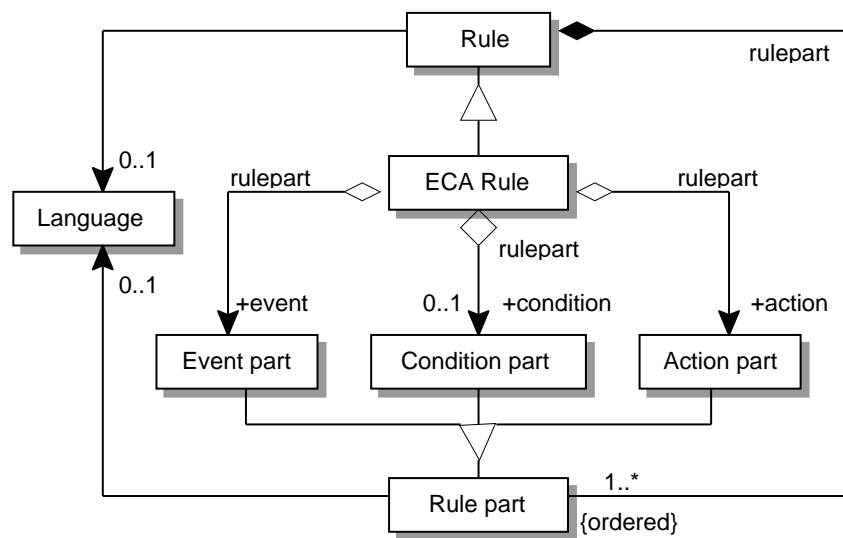 Rule
rulepart
0..1
rulepart
ECA Rule
rulepart
Language
rulepart
0..1
+event
0..1
+condition
+action
Event part
Condition part
Action part
Rule part
1..*
{ordered}